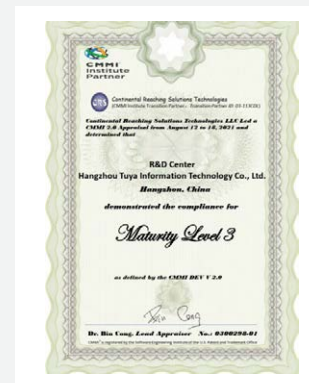 CMMI
Institute
Partner
Continental Reaching Solutions Technologies
Continental Reaching Solutions Technologies LLC Led a
CMMI 2.0 Appraisal from August 12 to 18, 2021 and
determined that
R&D Center
Hangzhou Tuya Information Technology Co., Ltd.
Hangzhou, China
demonstrated the compliance for
Maturity Level 3
as defined by the CMMI DEV V 2.0
Dr. Bin Cong, Lead Appraiser No.: 0300298-01